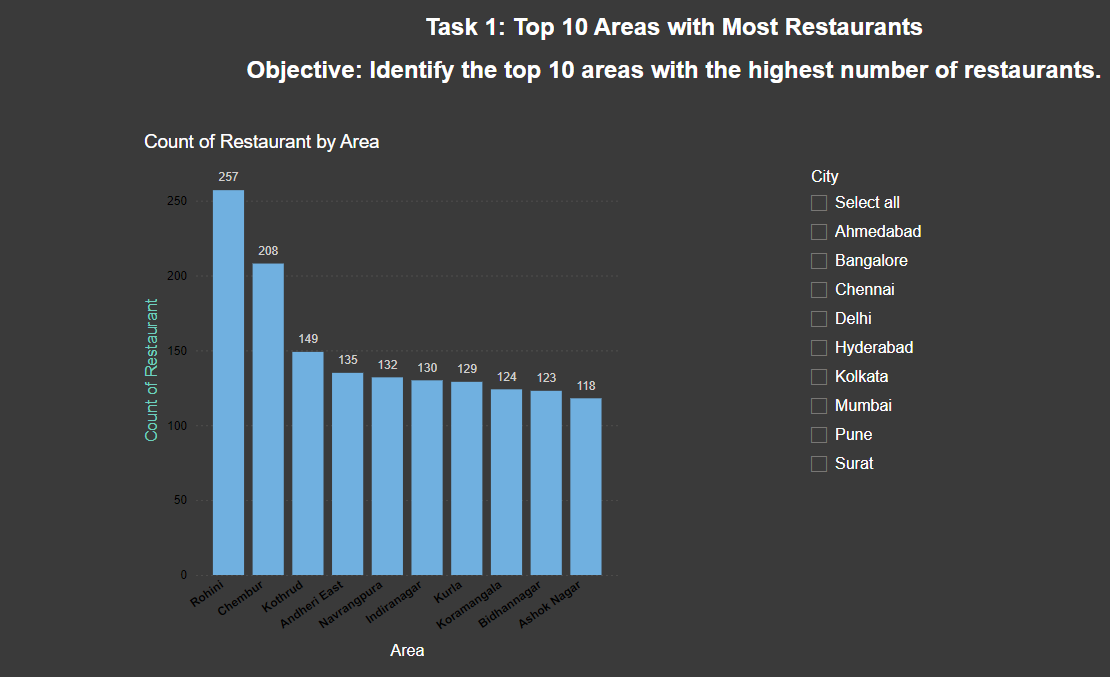 Task 1: Top 10 Areas with Most Restaurants
Objective: Identify the top 10 areas with the highest number of restaurants.
Count of Restaurant by Area
Count of Restaurant
250
200
150
100
50
0
257
208
149
135
132
130
129
124
123
118
Rohini
Chembur
Kothrud
Andheri East
Navrangpura
Indiranagar
Kurla
Koramangala
Bidhannagar
Ashok Nagar
Area
City
Select all
Ahmedabad
Bangalore
Chennai
Delhi
Hyderabad
Kolkata
Mumbai
Pune
Surat